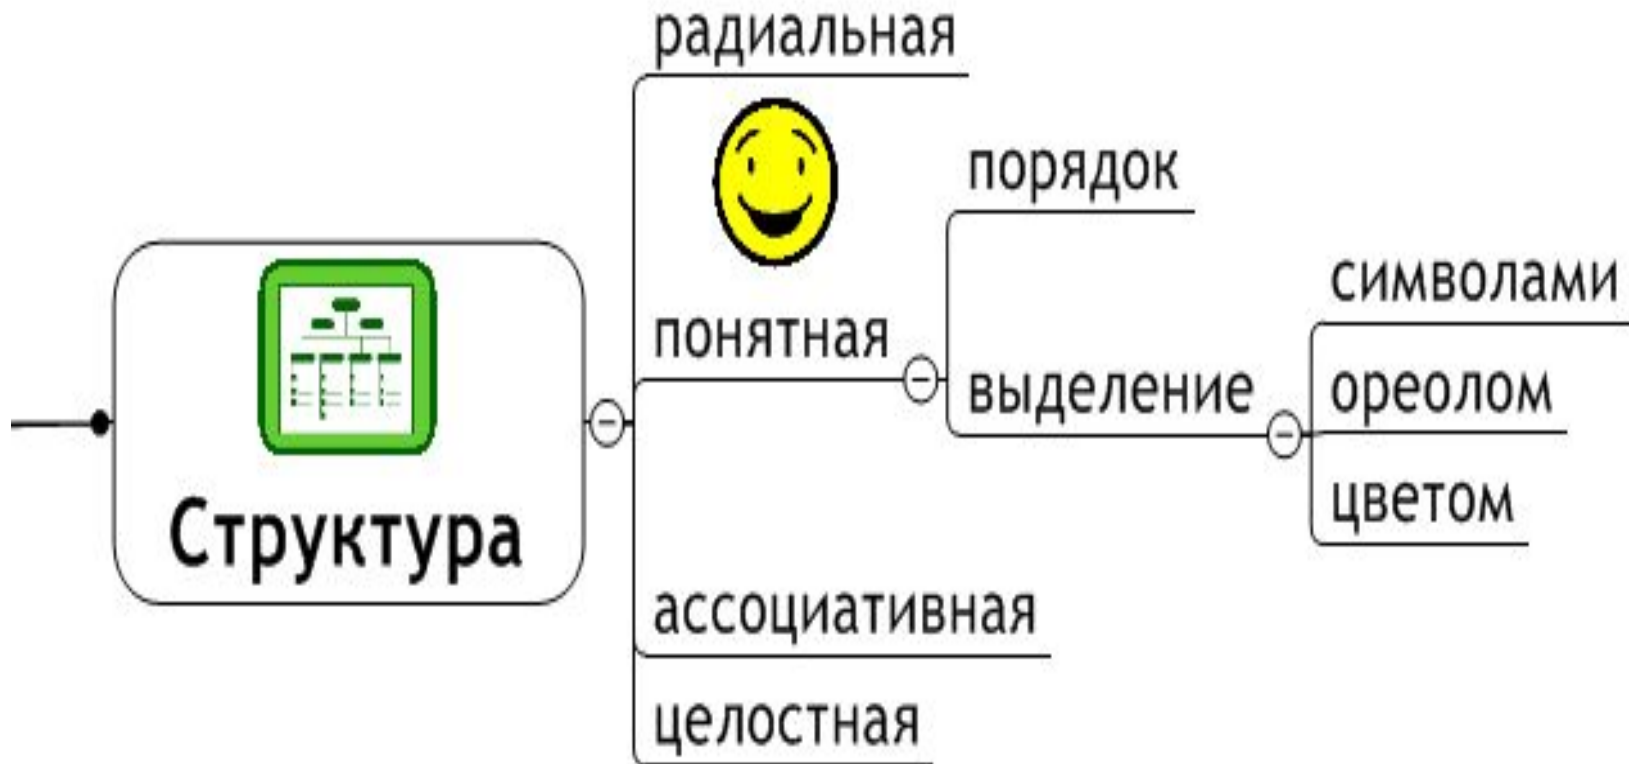 радиальная
порядок
символами
понятная
выделение
ореолом
цветом
Структура
ассоциативная
целостная